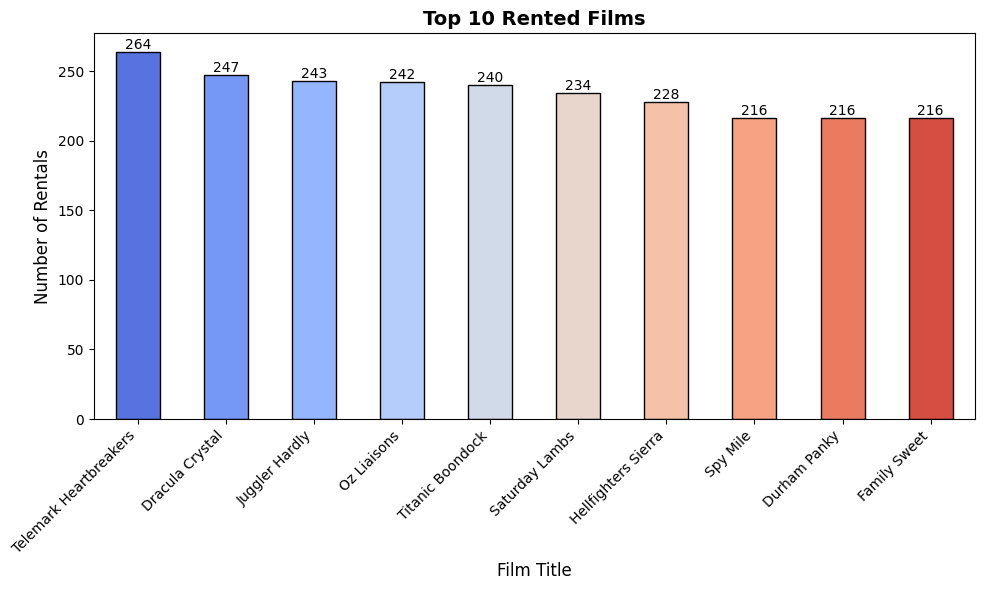 Top 10 Rented Films
Number of Rentals
250
200
150
100
50
0
264
247
243
242
240
234
228
216
216
216
Telemark Heartbreakers
Dracula Crystal
Juggler Hardly
Oz Liaisons
Titanic Boondock
Saturday Lambs
Hellfighters Sierra
Spy Mile
Durham Panky
Family Sweet
Film Title